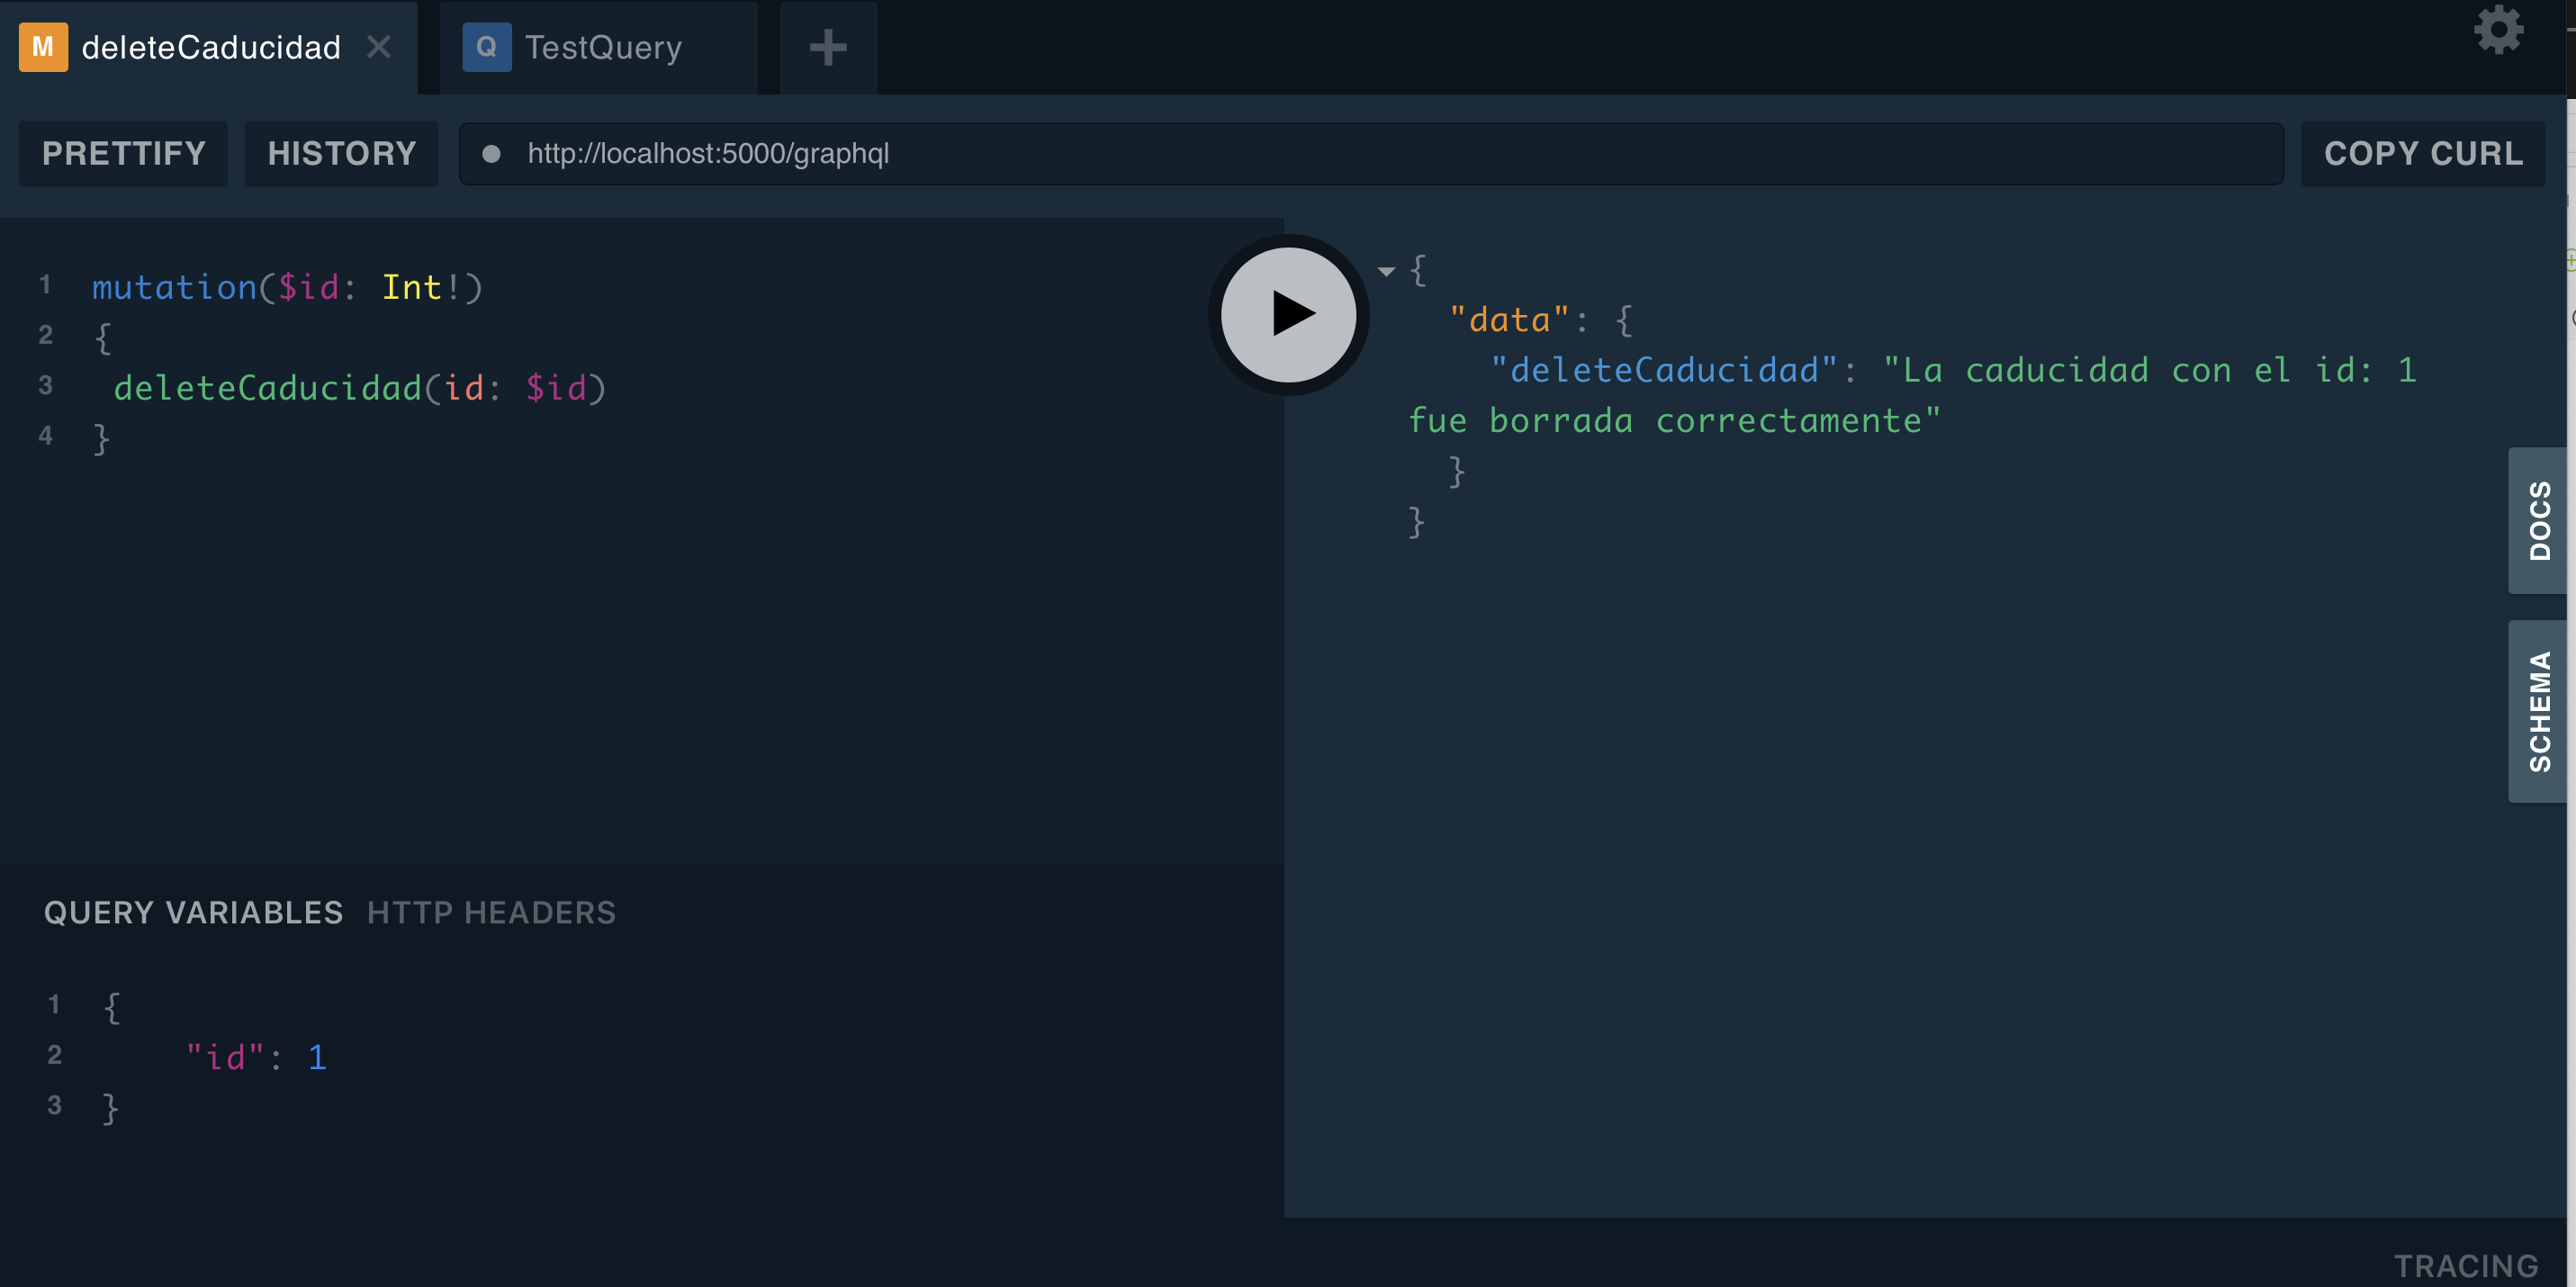 M deleteCaducidad Q TestQuery
PRETTIFY HISTORY http://localhost:5000/graphql COPY CURL
1 mutation($id: Int!)
2 {
3 deleteCaducidad(id: $id)
4 }
{
"data": {
"deleteCaducidad": "La caducidad con el id: 1
fue borrada correctamente"
}
}
DOCS
SCHEMA
QUERY VARIABLES HTTP HEADERS
1 {
2 "id": 1
3 }
TRACING